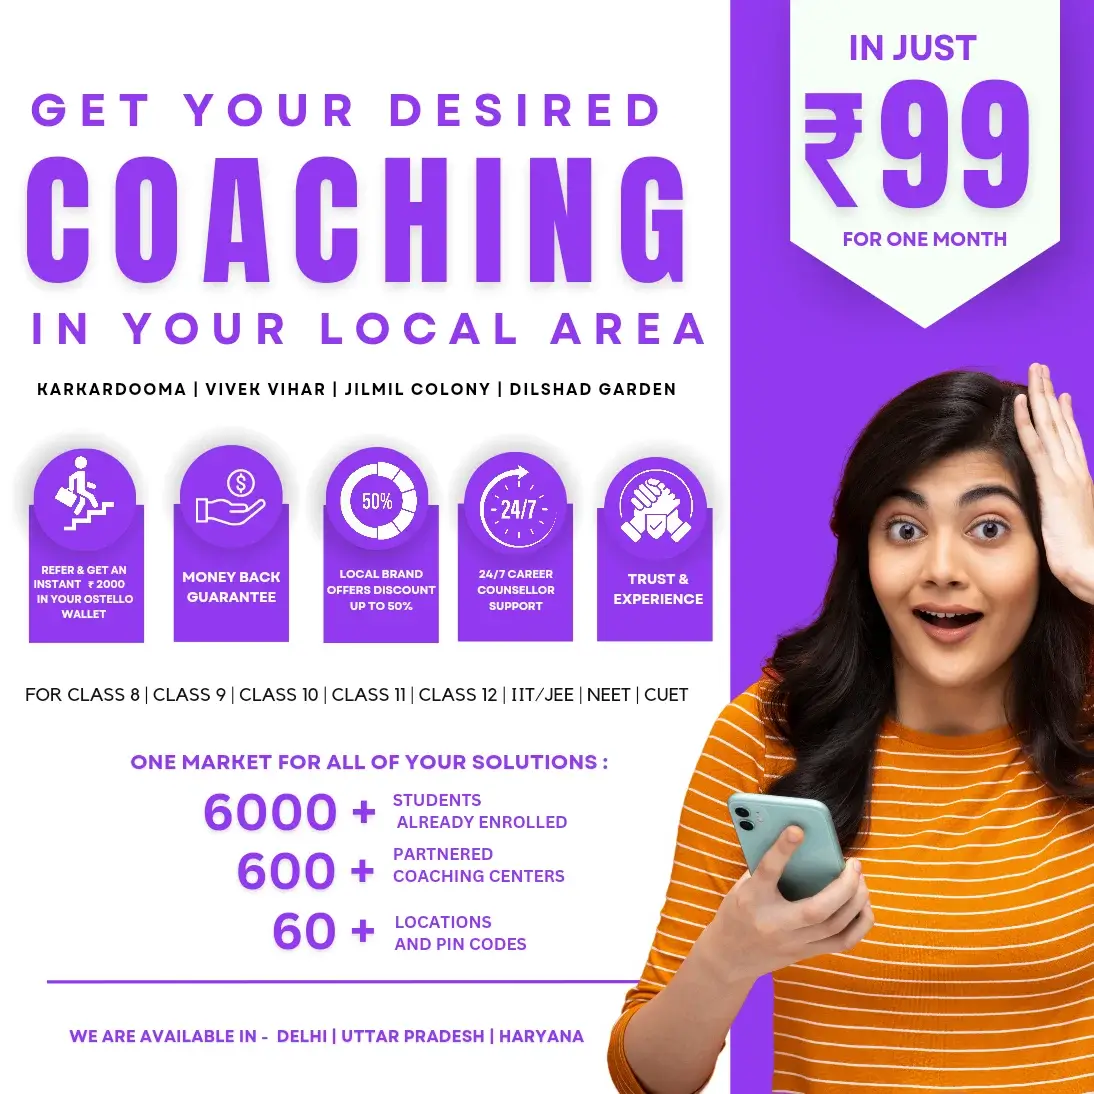 GET YOUR DESIRED
COACHING
IN YOUR LOCAL AREA
KARKARDOOMA | VIVEK VIHAR | JILMIL COLONY | DILSHAD GARDEN
IN JUST
₹99
FOR ONE MONTH
REFER & GET AN
INSTANT ₹ 2000
IN YOUR OSTELLO
WALLET
$
MONEY BACK
GUARANTEE
50%
LOCAL BRAND
OFFERS DISCOUNT
UP TO 50%
24/7
24/7 CAREER
COUNSELLOR
SUPPORT
TRUST &
EXPERIENCE
FOR CLASS 8 | CLASS 9 | CLASS 10 | CLASS 11 | CLASS 12 | IIT/JEE | NEET | CUET
ONE MARKET FOR ALL OF YOUR SOLUTIONS :
6000 + STUDENTS
ALREADY ENROLLED
600 + PARTNERED
COACHING CENTERS
60 + LOCATIONS
AND PIN CODES
WE ARE AVAILABLE IN - DELHI | UTTAR PRADESH | HARYANA